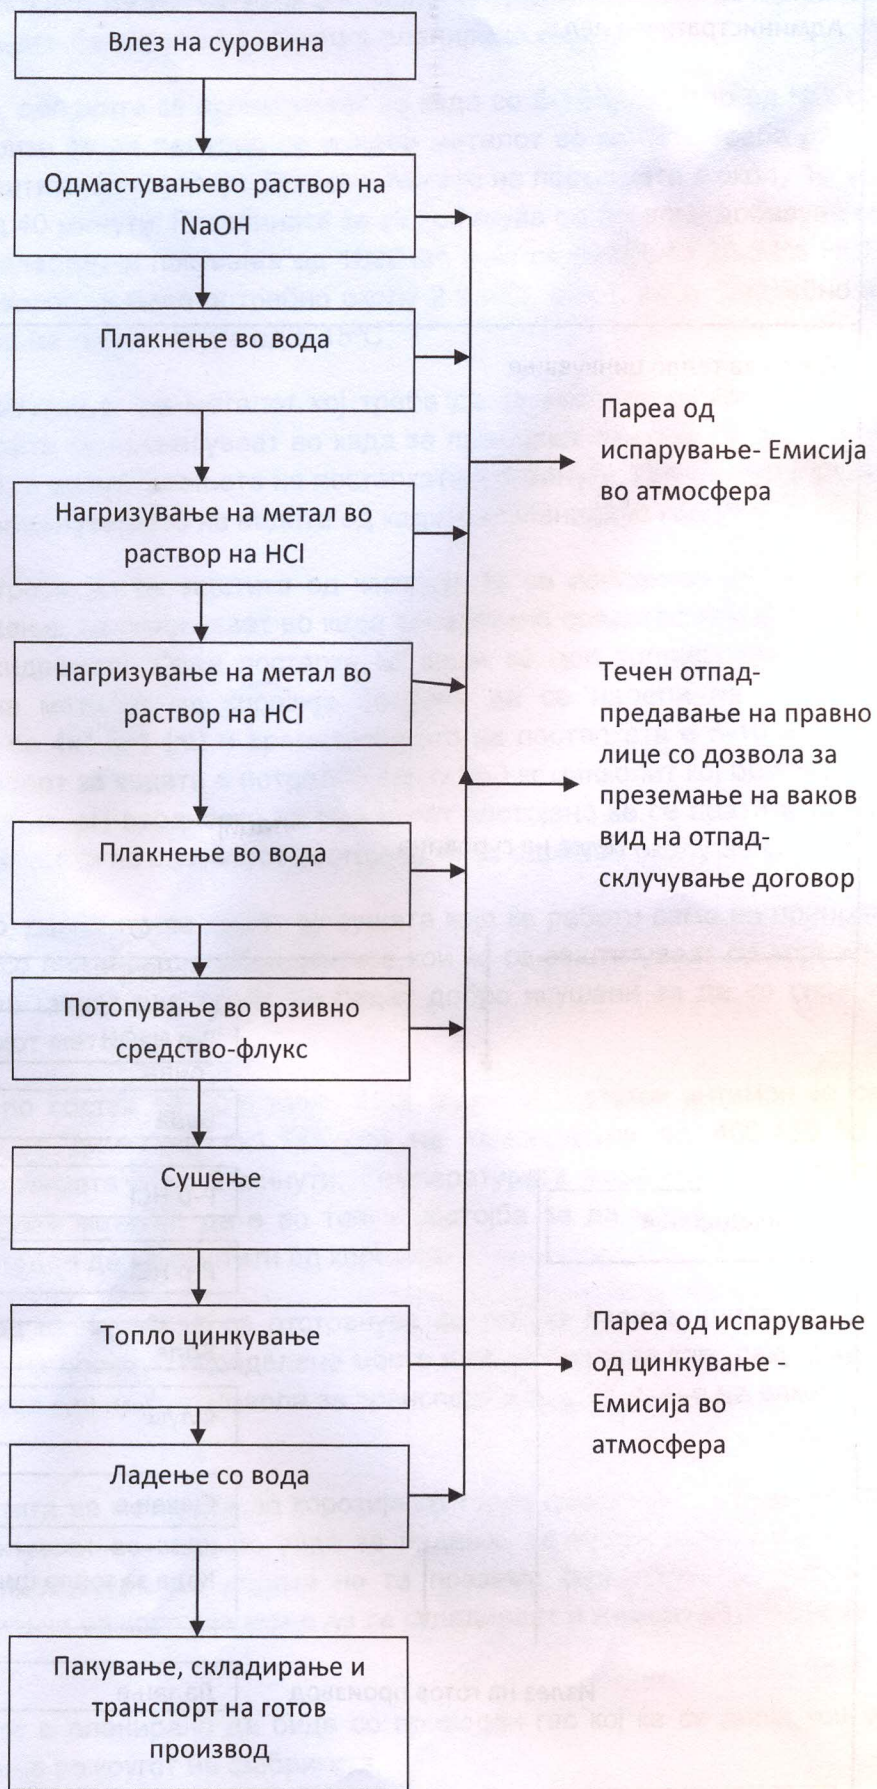 Влез на суровина
Одмастувањево раствор на
NaOH
Плакнење во вода
Нагризување на метал во
раствор на HCl
Нагризување на метал во
раствор на HCl
Плакнење во вода
Потопување во врзивно
средство-флукс
Сушење
Топло цинкување
Ладење со вода
Пакување, складирање и
транспорт на готов
производ
Пареа од
испарување- Емисија
во атмосфера
Течен отпад-
предавање на правно
лице со дозвола за
преземање на ваков
вид на отпад-
склучување договор
Пареа од испарување
од цинкување -
Емисија во
атмосфера